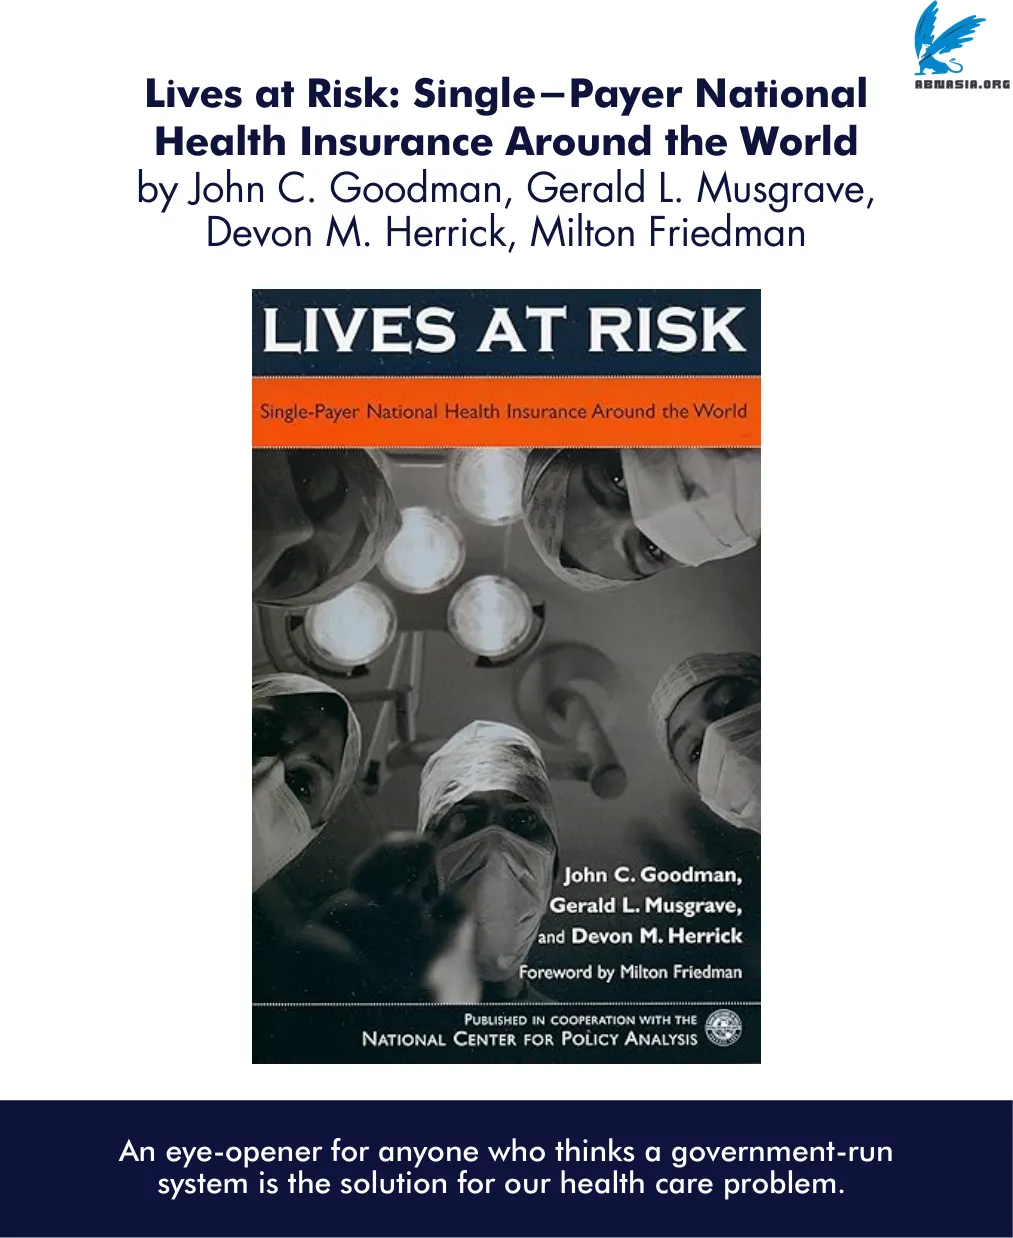 ABNASIA.ORG
Lives at Risk: Single–Payer National
Health Insurance Around the World
by John C. Goodman, Gerald L. Musgrave,
Devon M. Herrick, Milton Friedman
LIVES AT RISK
Single-Payer National Health Insurance Around the World
John C. Goodman,
Gerald L. Musgrave,
and Devon M. Herrick
Foreword by Milton Friedman
PUBLISHED IN COOPERATION WITH THE
NATIONAL CENTER FOR POLICY ANALYSIS
An eye-opener for anyone who thinks a government-run
system is the solution for our health care problem.